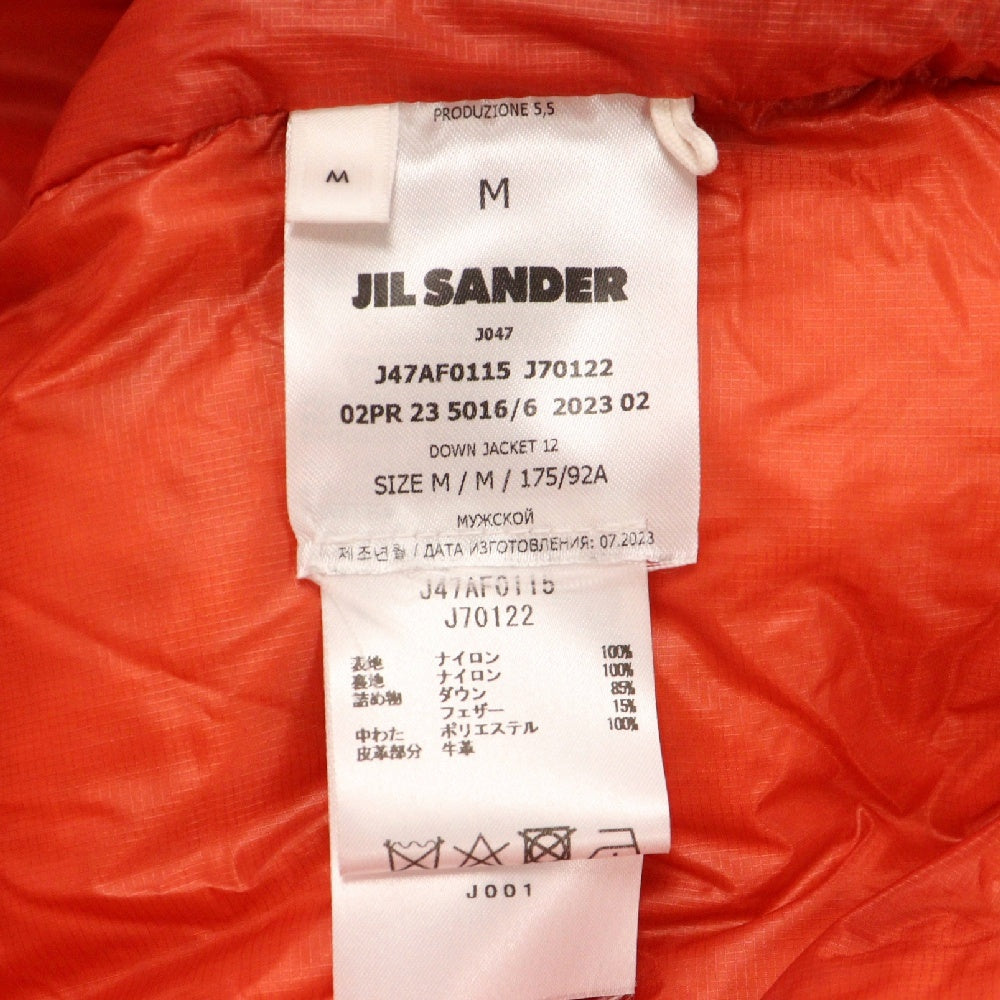 PRODUZIONE 5,5
M
M
JIL SANDER
J047
J47AF0115 J70122
02PR 23 5016/6 2023 02
DOWN JACKET 12
SIZE M / M / 175/92A
МУЖСКОЙ
제조년월 / ДАТА ИЗГОТОВЛЕНИЯ: 07.2023
J47AF0115
J70122
表地 ナイロン 100%
裏地 ナイロン 100%
詰め物 ダウン 85%
フェザー 15%
中わた ポリエステル 100%
皮革部分 牛革
J001